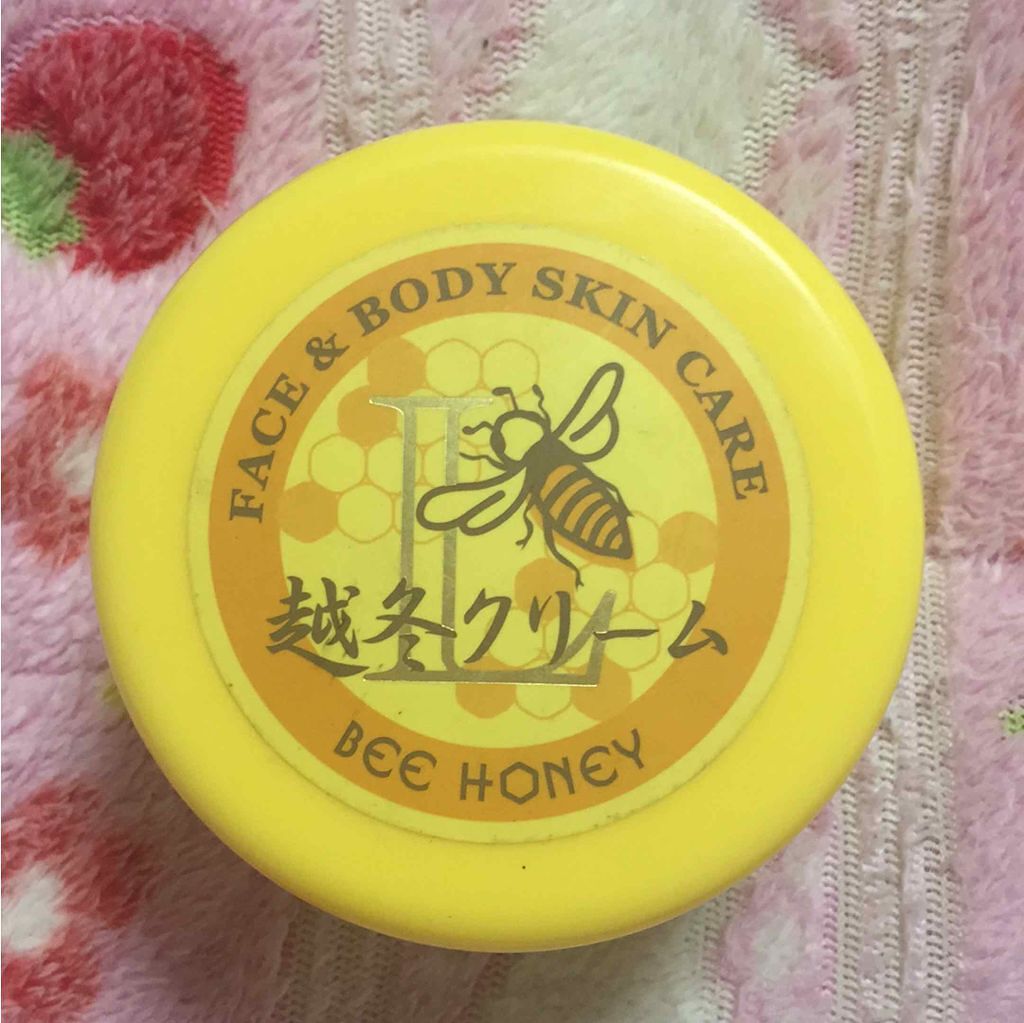 FACE & BODY SKIN CARE
L
越冬クリーム
BEE HONEY